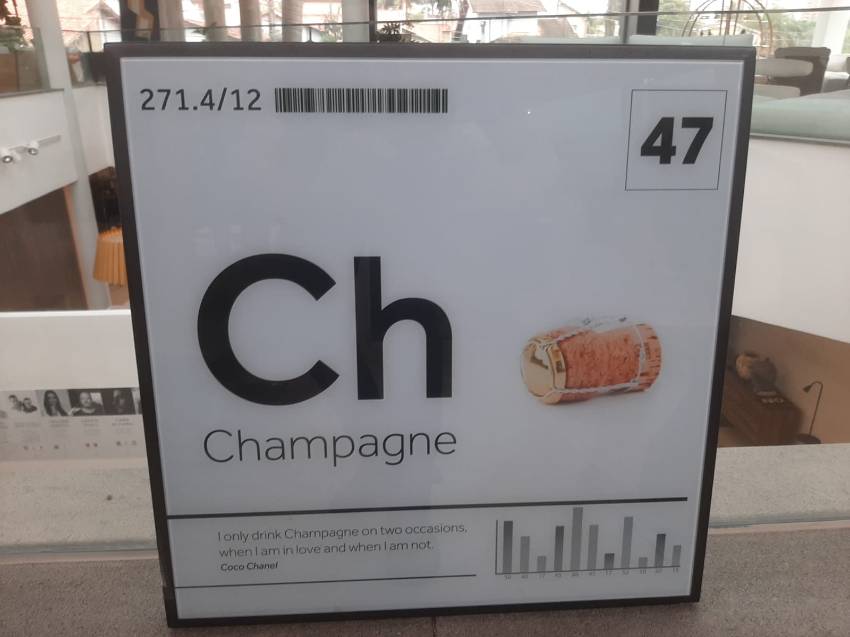 271.4/12
47
Ch
Champagne
I only drink Champagne on two occasions,
when I am in love and when I am not.
Coco Chanel